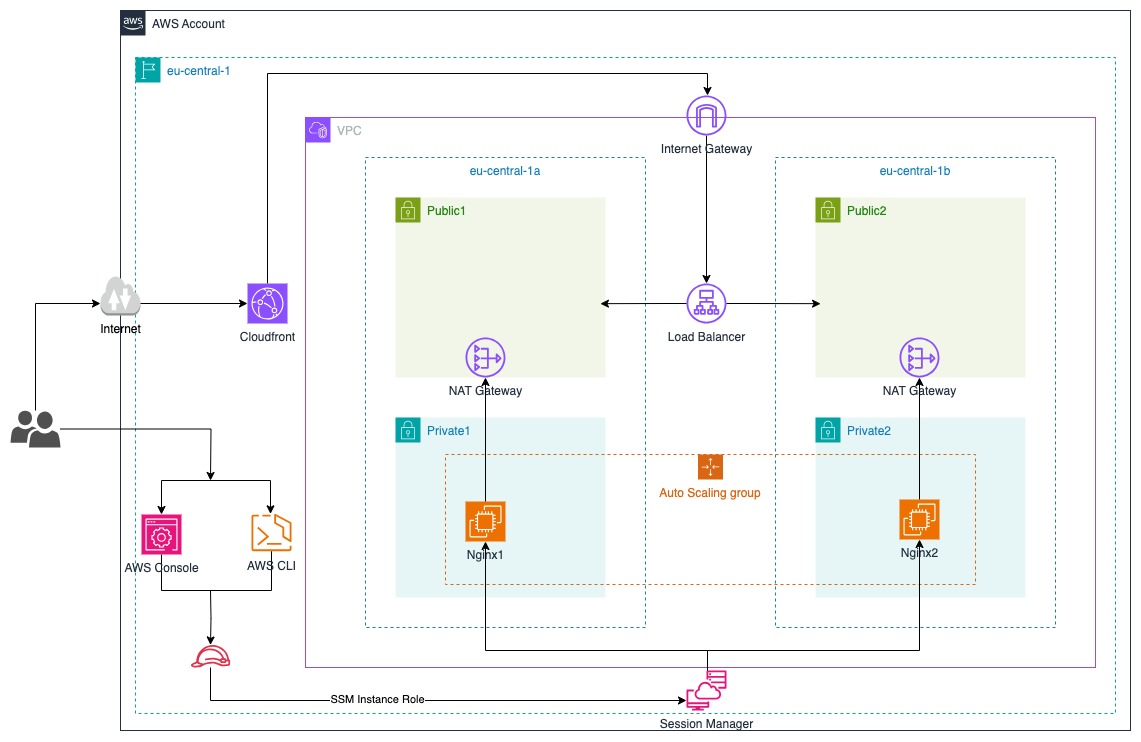 aws
AWS Account
eu-central-1
VPC
Internet Gateway
eu-central-1a
eu-central-1b
Public1
Public2
Internet
Cloudfront
Load Balancer
NAT Gateway
NAT Gateway
Private1
Private2
Auto Scaling group
Nginx1
Nginx2
AWS Console
AWS CLI
SSM Instance Role
Session Manager